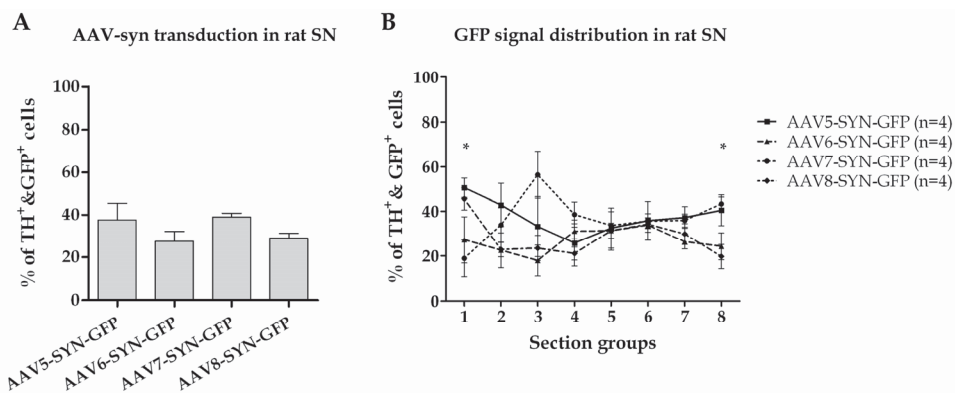 A
AAV-syn transduction in rat SN
% of TH+&GFP+ cells
100
80
60
40
20
0
AAV5-SYN-GFP
AAV6-SYN-GFP
AAV7-SYN-GFP
AAV8-SYN-GFP
B
GFP signal distribution in rat SN
% of TH+& GFP+ cells
100
80
60
40
20
0
*
*
1 2 3 4 5 6 7 8
Section groups
AAV5-SYN-GFP (n=4)
AAV6-SYN-GFP (n=4)
AAV7-SYN-GFP (n=4)
AAV8-SYN-GFP (n=4)